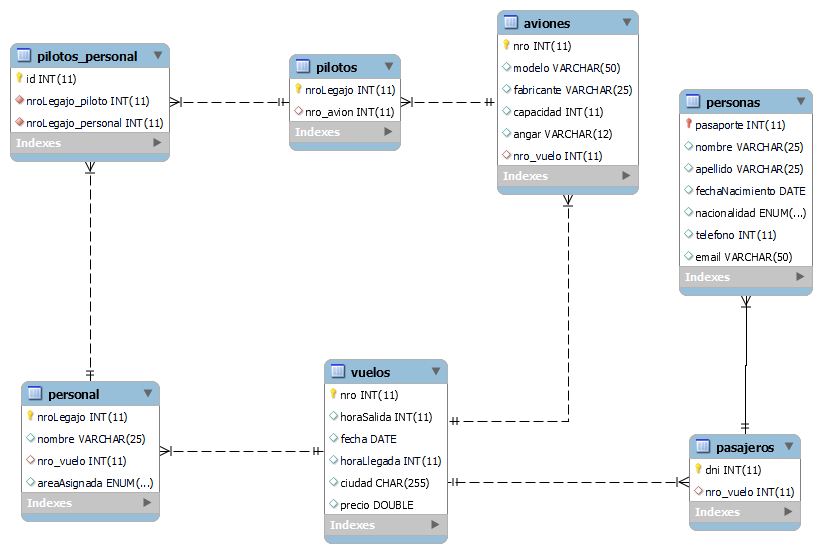 pilotos_personal
id INT(11)
nroLegajo_piloto INT(11)
nroLegajo_personal INT(11)
Indexes
pilotos
nroLegajo INT(11)
nro_avion INT(11)
Indexes
aviones
nro INT(11)
modelo VARCHAR(50)
fabricante VARCHAR(25)
capacidad INT(11)
angar VARCHAR(12)
nro_vuelo INT(11)
Indexes
personas
pasaporte INT(11)
nombre VARCHAR(25)
apellido VARCHAR(25)
fechaNacimiento DATE
nacionalidad ENUM(...)
telefono INT(11)
email VARCHAR(50)
Indexes
personal
nroLegajo INT(11)
nombre VARCHAR(25)
nro_vuelo INT(11)
areaAsignada ENUM(...)
Indexes
vuelos
nro INT(11)
horaSalida INT(11)
fecha DATE
horaLlegada INT(11)
ciudad CHAR(255)
precio DOUBLE
Indexes
pasajeros
dni INT(11)
nro_vuelo INT(11)
Indexes